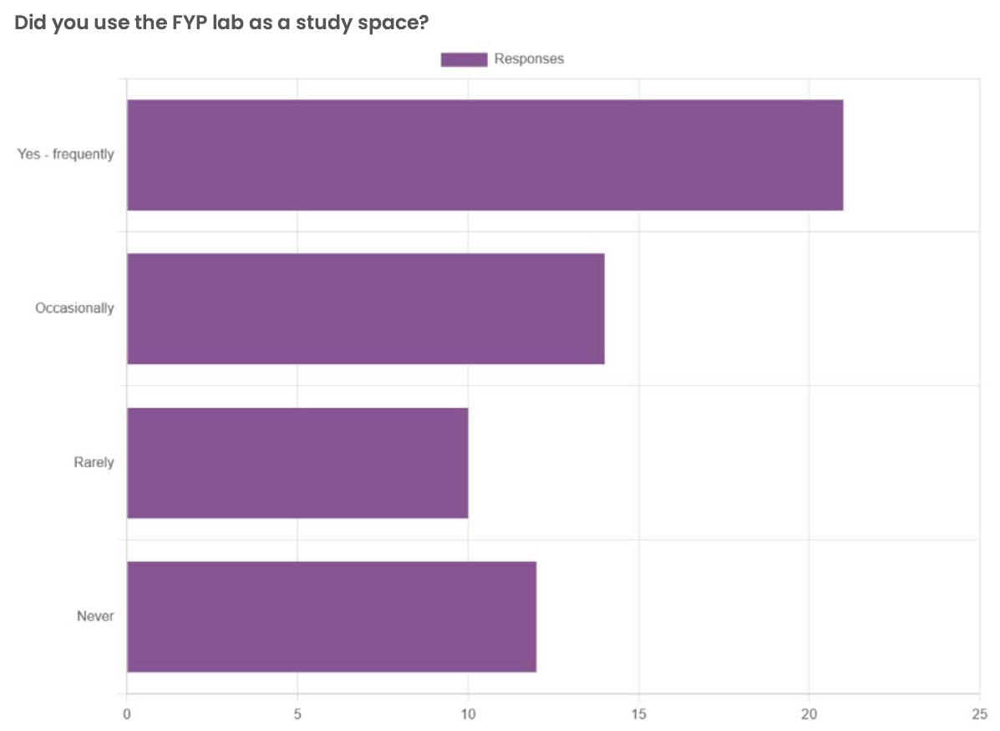 Did you use the FYP lab as a study space?
Responses
Yes - frequently
Occasionally
Rarely
Never
0 5 10 15 20 25